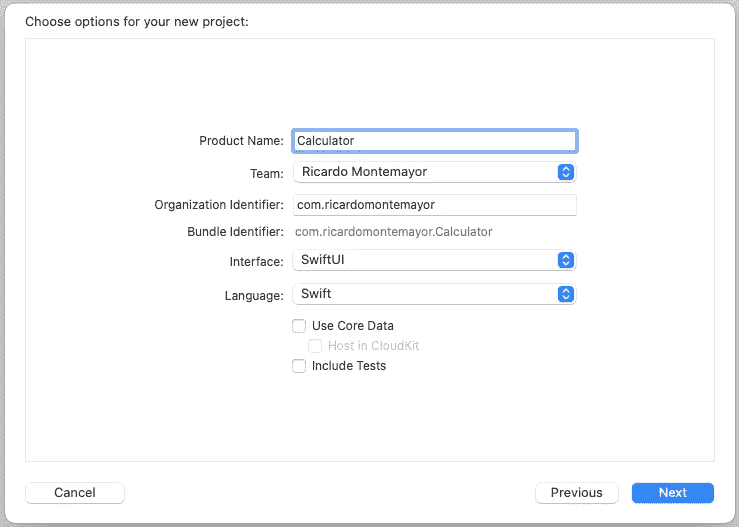 Choose options for your new project:
Product Name: Calculator
Team: Ricardo Montemayor
Organization Identifier: com.ricardomontemayor
Bundle Identifier: com.ricardomontemayor.Calculator
Interface: SwiftUI
Language: Swift
Use Core Data
Host in CloudKit
Include Tests
Cancel Previous Next